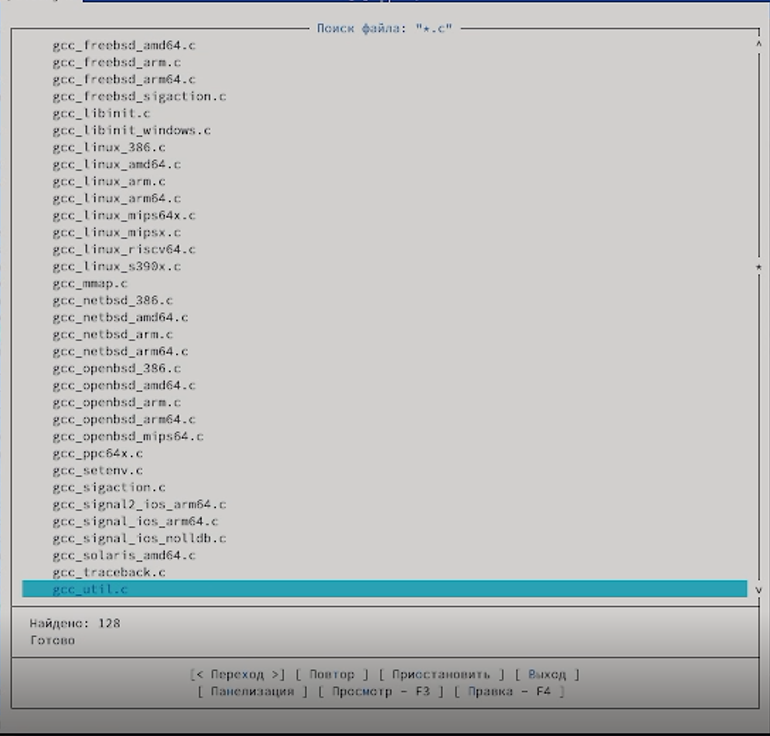 Поиск файла: "*.c"
gcc_freebsd_amd64.c
gcc_freebsd_arm.c
gcc_freebsd_arm64.c
gcc_freebsd_sigaction.c
gcc_libinit.c
gcc_libinit_windows.c
gcc_linux_386.c
gcc_linux_amd64.c
gcc_linux_arm.c
gcc_linux_arm64.c
gcc_linux_mips64x.c
gcc_linux_mipsx.c
gcc_linux_riscv64.c
gcc_linux_s390x.c
gcc_mmap.c
gcc_netbsd_386.c
gcc_netbsd_amd64.c
gcc_netbsd_arm.c
gcc_netbsd_arm64.c
gcc_openbsd_386.c
gcc_openbsd_amd64.c
gcc_openbsd_arm.c
gcc_openbsd_arm64.c
gcc_openbsd_mips64.c
gcc_ppc64x.c
gcc_setenv.c
gcc_sigaction.c
gcc_signal2_ios_arm64.c
gcc_signal_ios_arm64.c
gcc_signal_ios_nolldb.c
gcc_solaris_amd64.c
gcc_traceback.c
gcc_util.c
Найдено: 128
Готово
[< Переход >] [ Повтор ] [ Приостановить ] [ Выход ]
[ Панелизация ] [ Просмотр - F3 ] [ Правка - F4 ]